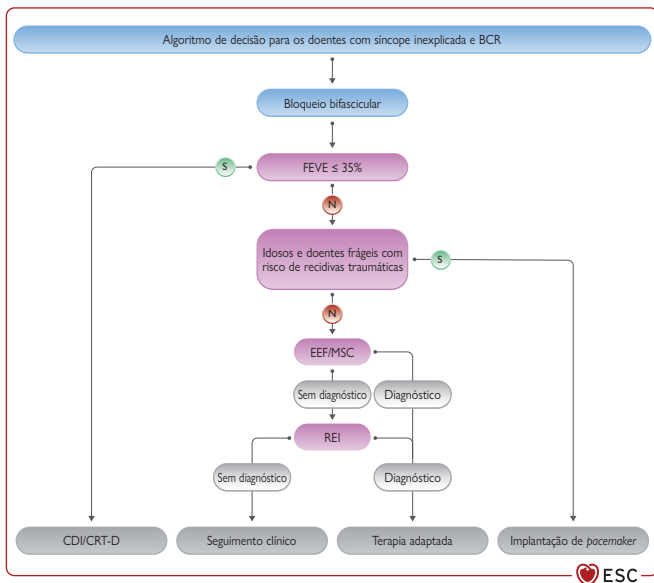 Algoritmo de decisão para os doentes com síncope inexplicada e BCR
Bloqueio bifascicular
S
FEVE ≤ 35%
N
Idosos e doentes frágeis com
risco de recidivas traumáticas
S
N
EEF/MSC
Sem diagnóstico
Diagnóstico
REI
Sem diagnóstico
Diagnóstico
CDI/CRT-D
Seguimento clínico
Terapia adaptada
Implantação de pacemaker
ESC